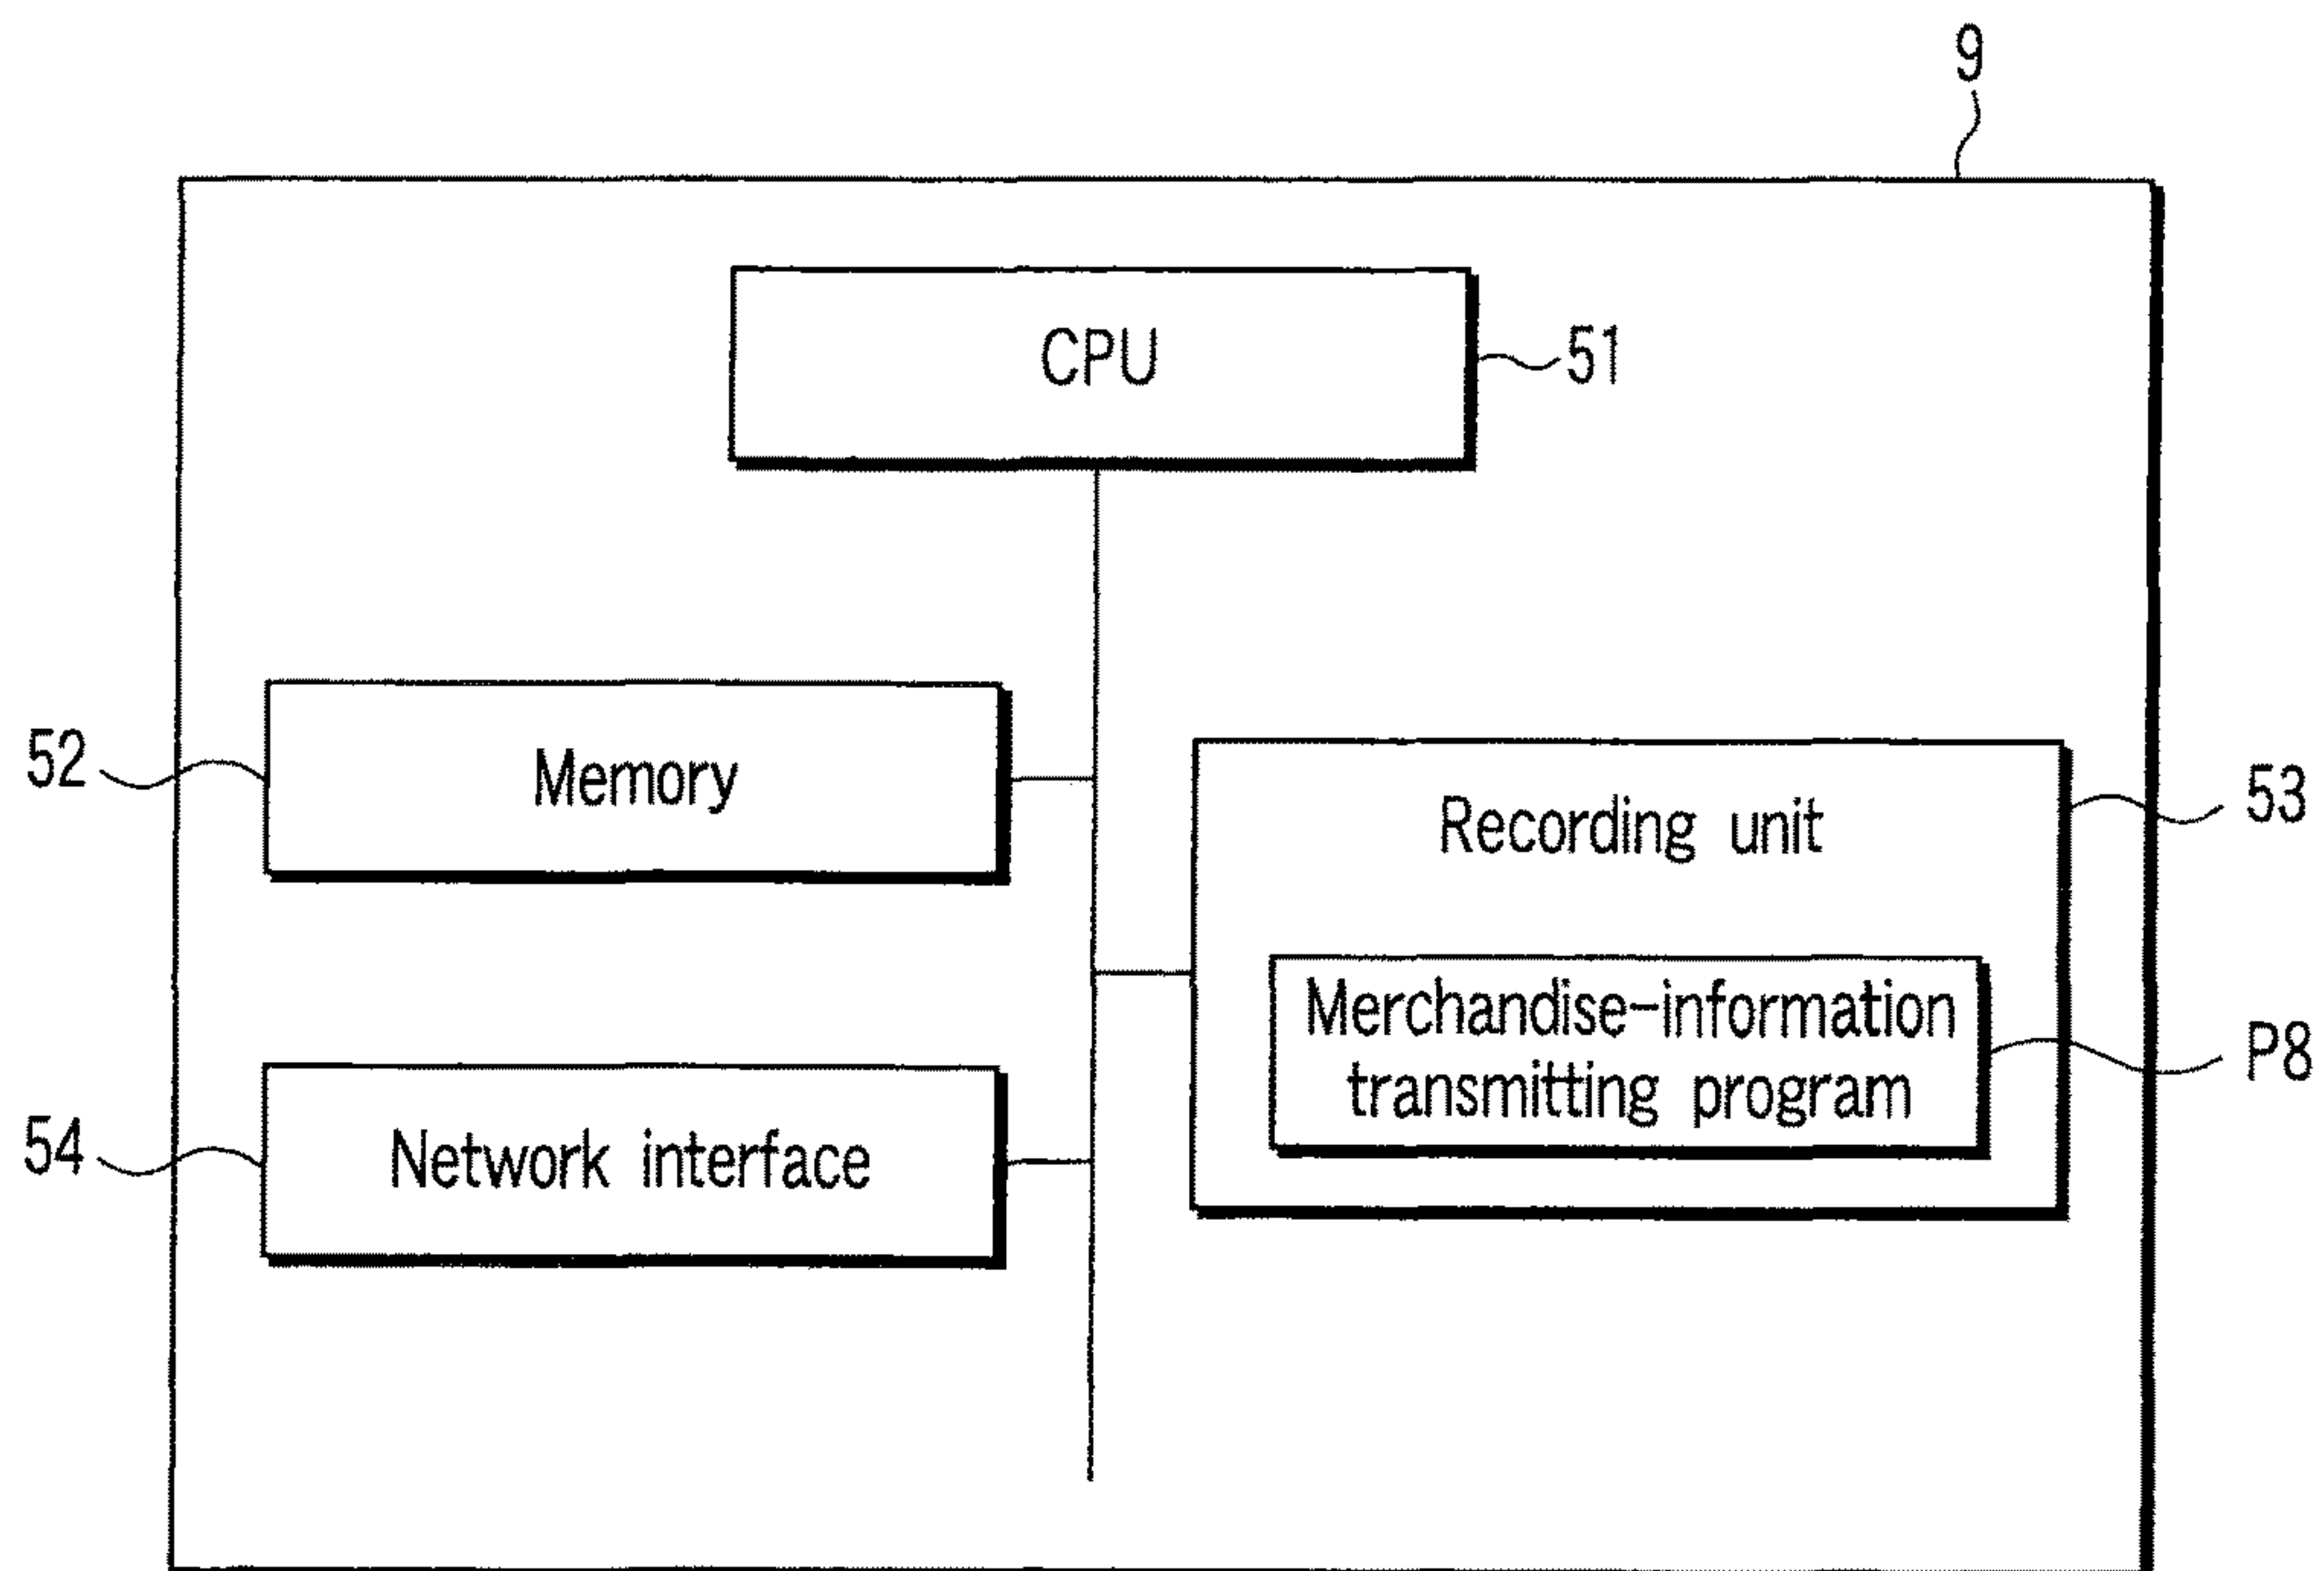 9
CPU
51
52
Memory
Recording unit
53
Merchandise-information
transmitting program
P8
54
Network interface